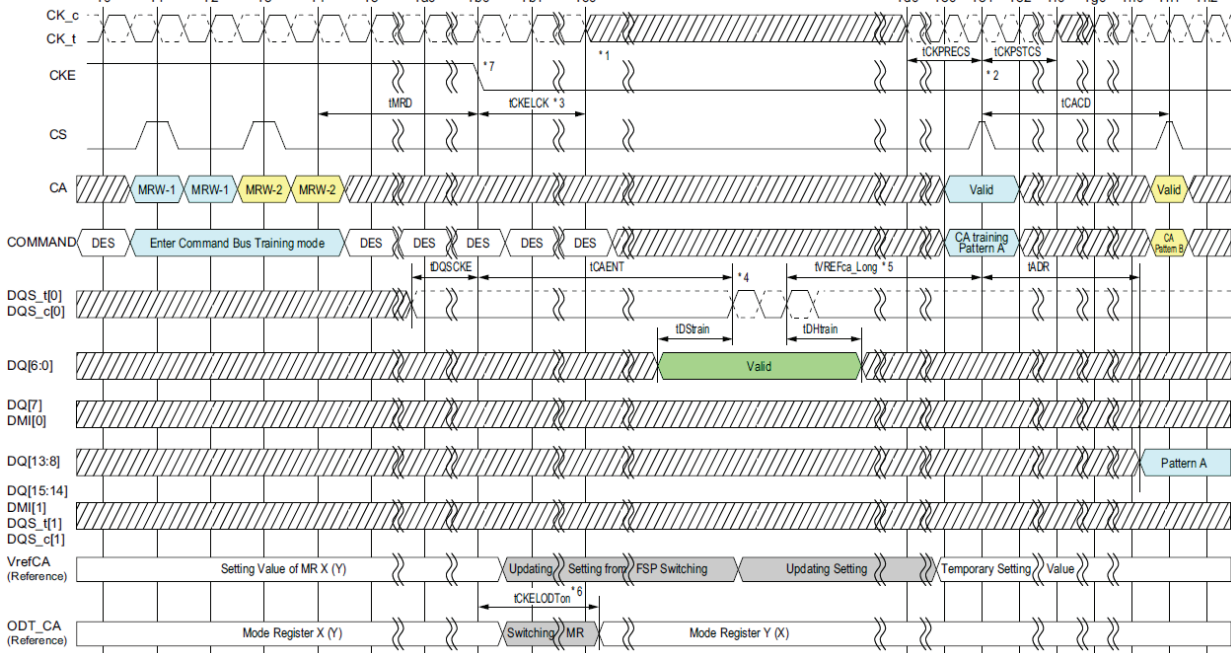 CK_c
CK_t
tCKPRECS
tCKPSTCS
*1
CKE
*7
*2
tMRD
tCKELCK *3
tCACD
CS
CA
MRW-1
MRW-1
MRW-2
MRW-2
Valid
Valid
COMMAND
DES
Enter Command Bus Training mode
DES
DES
DES
DES
DES
CA training
Pattern A
CA
Pattern B
tDQSCKE
tCAENT
*4
tVREFca_Long *5
tADR
DQS_t[0]
DQS_c[0]
tDStrain
tDHtrain
DQ[6:0]
Valid
DQ[7]
DMI[0]
DQ[13:8]
Pattern A
DQ[15:14]
DMI[1]
DQS_t[1]
DQS_c[1]
VrefCA
(Reference)
Setting Value of MR X (Y)
Updating Setting from FSP Switching
Updating Setting
Temporary Setting Value
tCKELODTon *6
ODT_CA
(Reference)
Mode Register X (Y)
Switching MR
Mode Register Y (X)